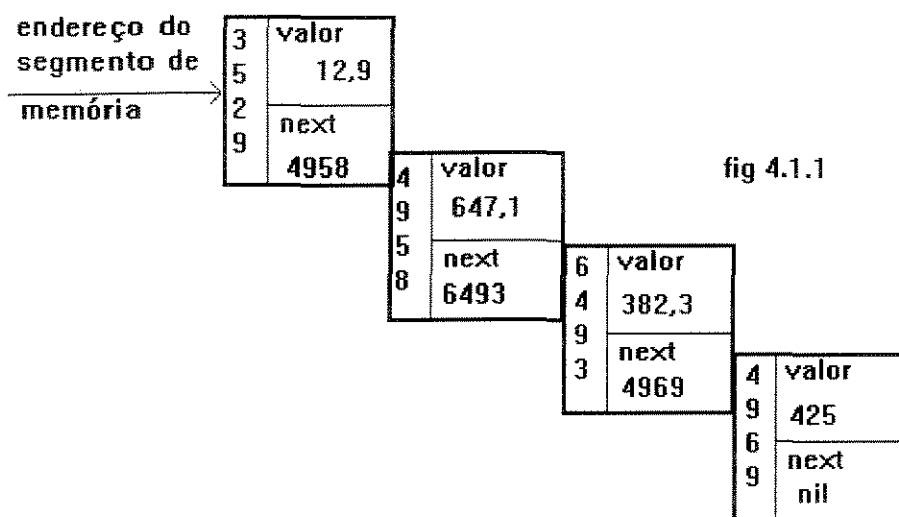 endereço do
segmento de
memória
3
5
2
9
valor
12,9
next
4958
fig 4.1.1
4
9
5
8
valor
647,1
next
6493
6
4
9
3
valor
382,3
next
4969
4
9
6
9
valor
425
next
nil